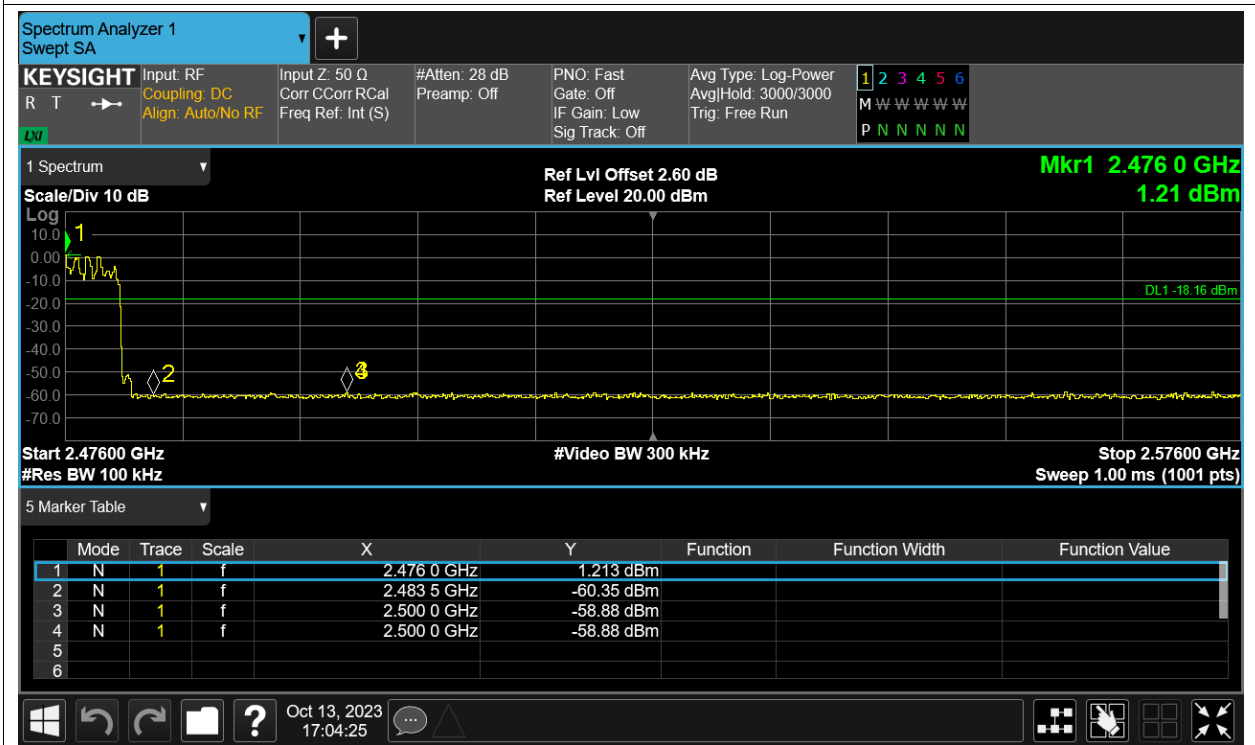 Spectrum Analyzer 1
Swept SA
+
KEYSIGHT
R T
LXI
Input: RF
Coupling: DC
Align: Auto/No RF
Input Z: 50 Ω
Corr CCorr RCal
Freq Ref: Int (S)
#Atten: 28 dB
Preamp: Off
PNO: Fast
Gate: Off
IF Gain: Low
Sig Track: Off
Avg Type: Log-Power
Avg|Hold: 3000/3000
Trig: Free Run
1 2 3 4 5 6
M W W W W W
P N N N N N
1 Spectrum
Scale/Div 10 dB
Ref Lvl Offset 2.60 dB
Ref Level 20.00 dBm
Mkr1 2.476 0 GHz
1.21 dBm
Log
10.0
0.00
-10.0
-20.0
-30.0
-40.0
-50.0
-60.0
-70.0
1
2
DL1 -18.16 dBm
Start 2.47600 GHz
#Res BW 100 kHz
#Video BW 300 kHz
Stop 2.57600 GHz
Sweep 1.00 ms (1001 pts)
5 Marker Table
Mode Trace Scale X Y Function Function Width Function Value
1 N 1 f 2.476 0 GHz 1.213 dBm
2 N 1 f 2.483 5 GHz -60.35 dBm
3 N 1 f 2.500 0 GHz -58.88 dBm
4 N 1 f 2.500 0 GHz -58.88 dBm
5
6
?
Oct 13, 2023
17:04:25